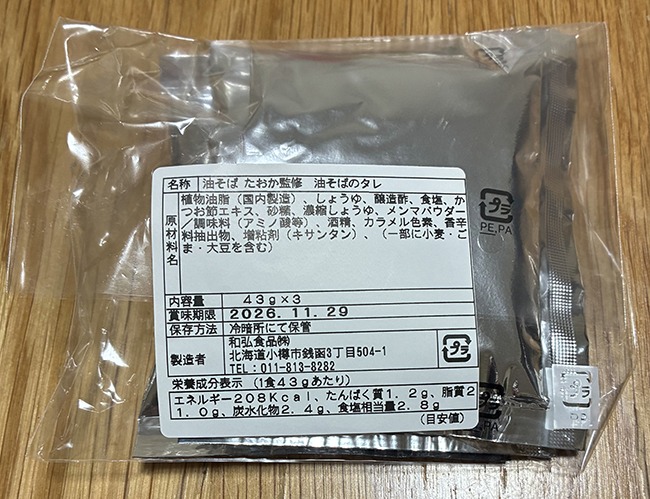 名称 油そば たおか監修 油そばのタレ
原材料名
植物油脂（国内製造）、しょうゆ、醸造酢、食塩、か
つお節エキス、砂糖、濃縮しょうゆ、メンマパウダー
／調味料（アミノ酸等）、酒精、カラメル色素、香辛
料抽出物、増粘剤（キサンタン）、（一部に小麦・ご
ま・大豆を含む）
内容量 43g×3
賞味期限 2026.11.29
保存方法 冷暗所にて保管
製造者
和弘食品㈱
北海道小樽市銭函3丁目504-1
TEL：011-813-8282
プラ
栄養成分表示（1食43gあたり）
エネルギー208Kcal、たんぱく質1.2g、脂質2
1.0g、炭水化物2.4g、食塩相当量2.8g
（目安値）
プラ
PE,PA
プラ
PP